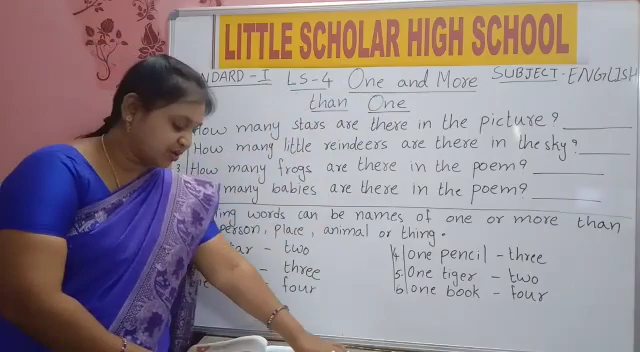 LITTLE SCHOLAR HIGH SCHOOL
NDARD-I LS-4 One and More SUBJECT-ENGLISH
than One
How many stars are there in the picture?
How many little reindeers are there in the sky?
3 How many frogs are there in the poem?
many babies are there in the poem?
ing words can be names of one or more than
person, place, animal or thing.
tar - two 4 One pencil - three
- three 5 One tiger - two
- four 6 One book - four